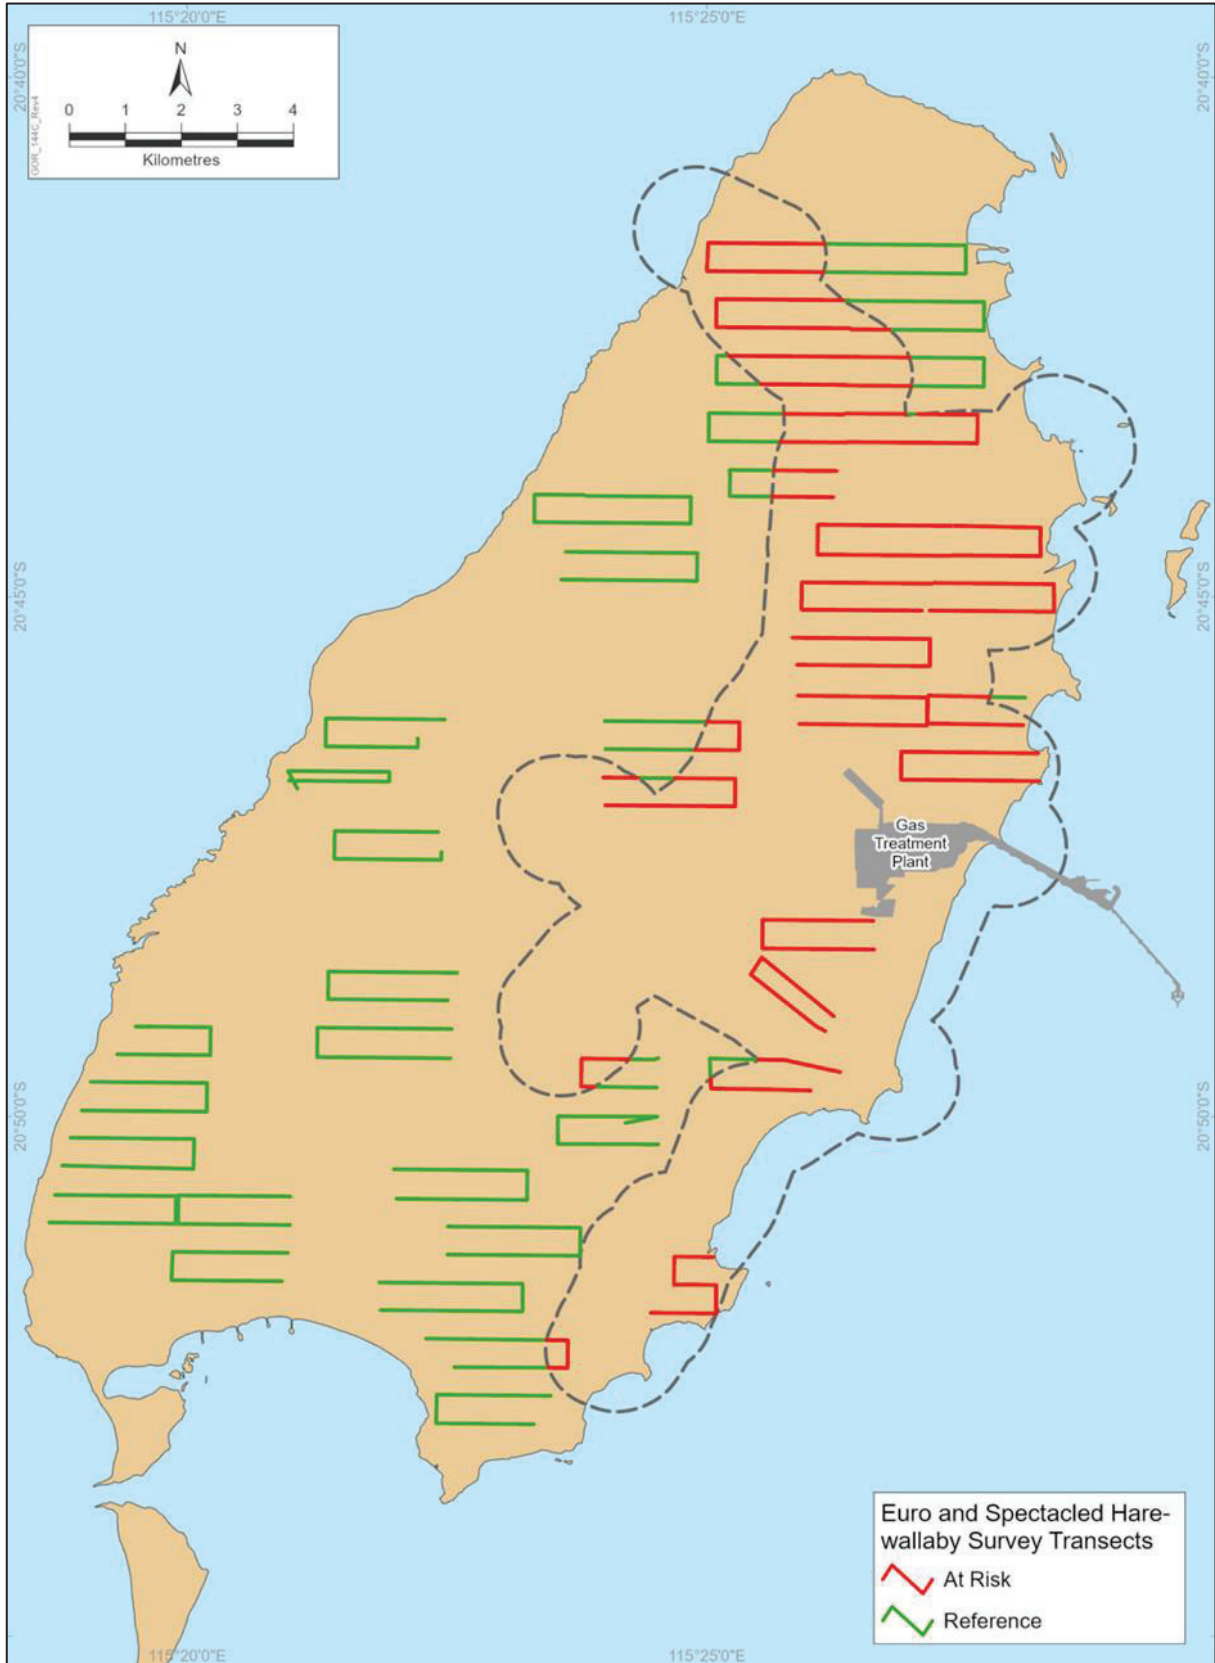 115°20'0"E
115°25'0"E
20°40'0"S
20°40'0"S
N
0 1 2 3 4
Kilometres
GOR_144C_Rev4
20°45'0"S
20°45'0"S
Gas
Treatment
Plant
20°50'0"S
20°50'0"S
Euro and Spectacled Hare-
wallaby Survey Transects
At Risk
Reference
115°20'0"E
115°25'0"E